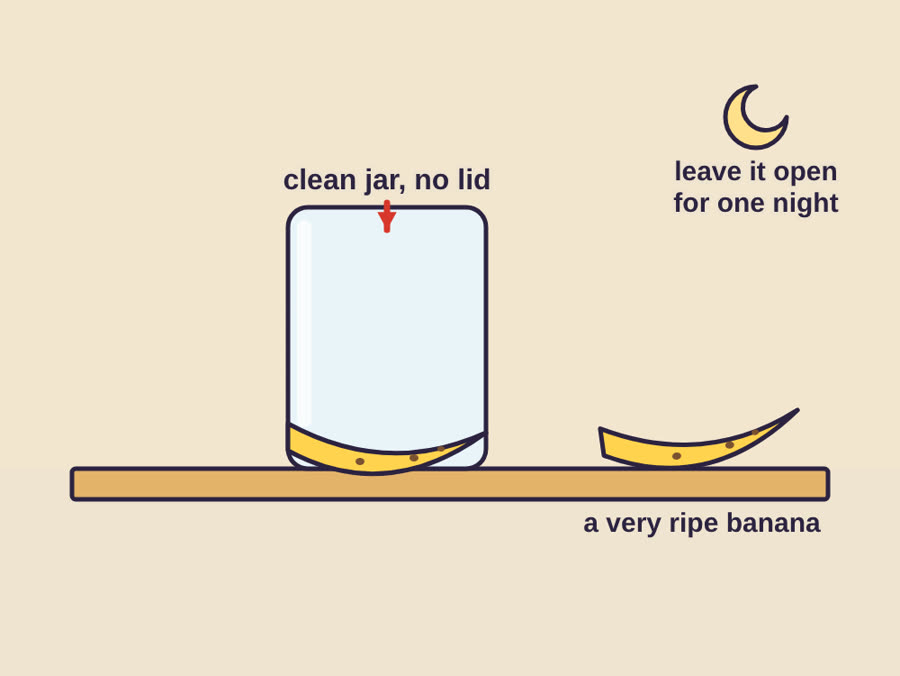 clean jar, no lid
leave it open
for one night
a very ripe banana